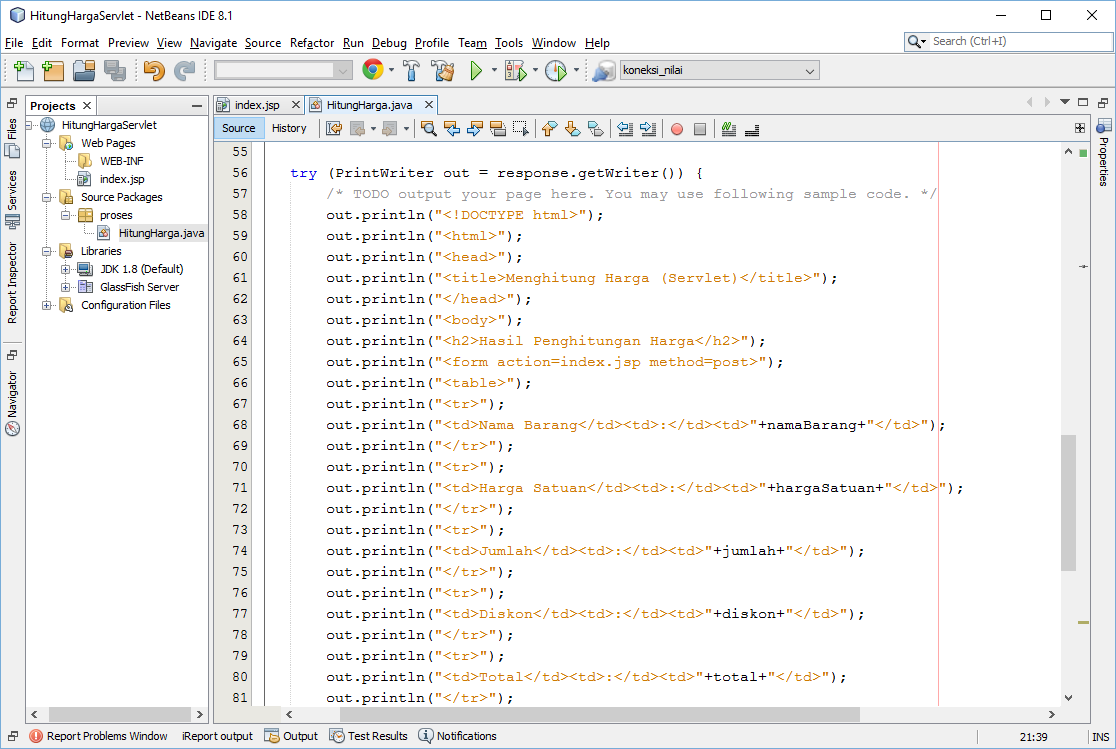 HitungHargaServlet - NetBeans IDE 8.1
File Edit Format Preview View Navigate Source Refactor Run Debug Profile Team Tools Window Help
Search (Ctrl+I)
koneksi_nilai
Projects
Files
Services
Report Inspector
Navigator
HitungHargaServlet
Web Pages
WEB-INF
index.jsp
Source Packages
proses
HitungHarga.java
Libraries
JDK 1.8 (Default)
GlassFish Server
Configuration Files
index.jsp HitungHarga.java
Source History
55
56 try (PrintWriter out = response.getWriter()) {
57 /* TODO output your page here. You may use following sample code. */
58 out.println("<!DOCTYPE html>");
59 out.println("<html>");
60 out.println("<head>");
61 out.println("<title>Menghitung Harga (Servlet)</title>");
62 out.println("</head>");
63 out.println("<body>");
64 out.println("<h2>Hasil Penghitungan Harga</h2>");
65 out.println("<form action=index.jsp method=post>");
66 out.println("<table>");
67 out.println("<tr>");
68 out.println("<td>Nama Barang</td><td>:</td><td>"+namaBarang+"</td>");
69 out.println("</tr>");
70 out.println("<tr>");
71 out.println("<td>Harga Satuan</td><td>:</td><td>"+hargaSatuan+"</td>");
72 out.println("</tr>");
73 out.println("<tr>");
74 out.println("<td>Jumlah</td><td>:</td><td>"+jumlah+"</td>");
75 out.println("</tr>");
76 out.println("<tr>");
77 out.println("<td>Diskon</td><td>:</td><td>"+diskon+"</td>");
78 out.println("</tr>");
79 out.println("<tr>");
80 out.println("<td>Total</td><td>:</td><td>"+total+"</td>");
81 out.println("</tr>");
Properties
Report Problems Window iReport output Output Test Results Notifications
21:39 INS